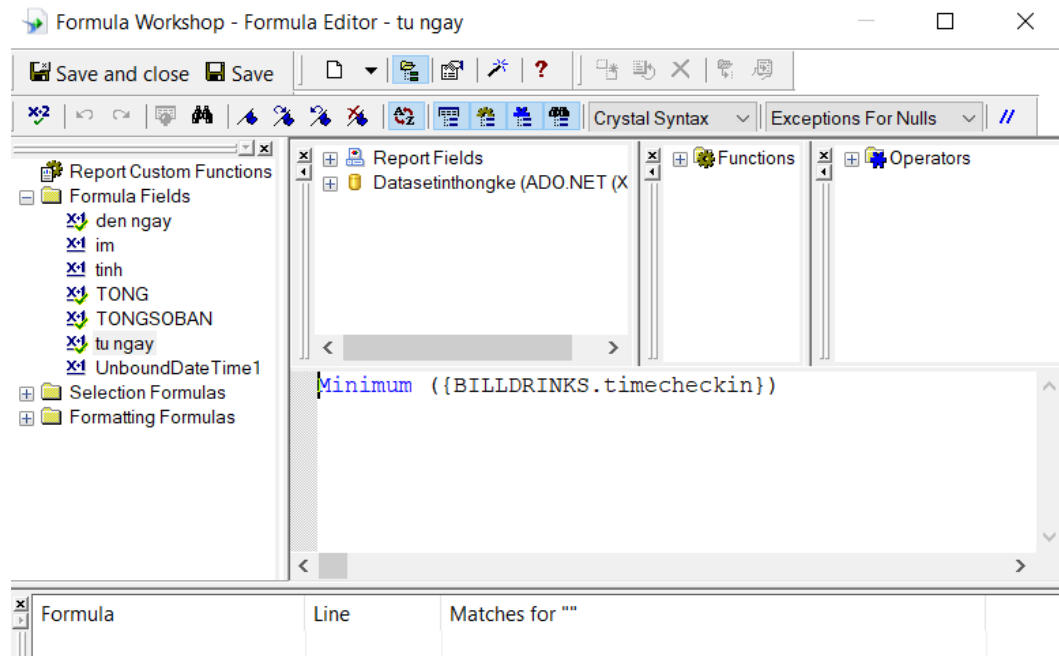 Formula Workshop - Formula Editor - tu ngay
Save and close Save
Crystal Syntax Exceptions For Nulls
Report Custom Functions
Formula Fields
den ngay
im
tinh
TONG
TONGSOBAN
tu ngay
UnboundDateTime1
Selection Formulas
Formatting Formulas
Report Fields
Datasetinthongke (ADO.NET (X
Functions
Operators
Minimum ({BILLDRINKS.timecheckin})
Formula Line Matches for ""